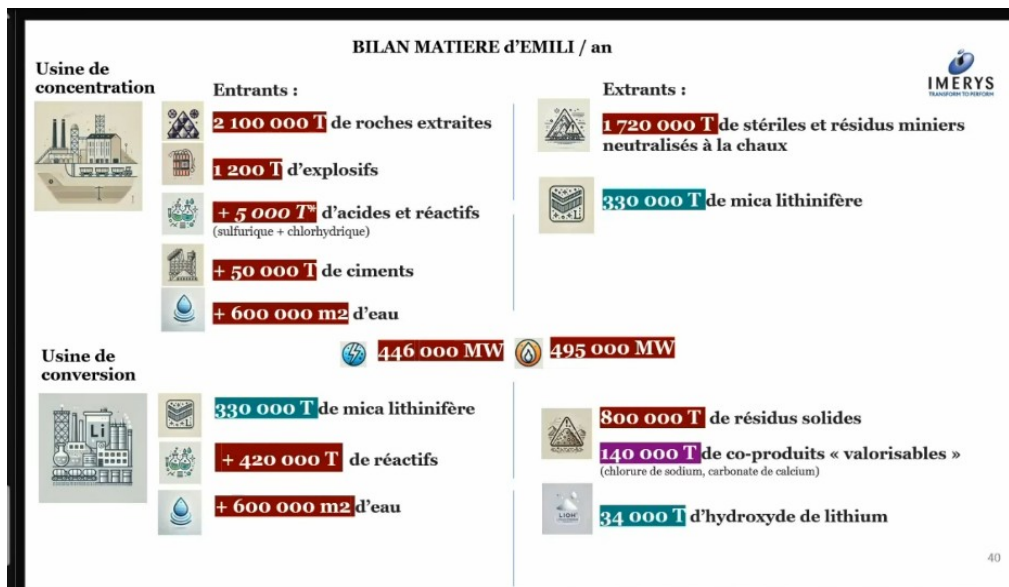 BILAN MATIERE d'EMILI / an
IMERYS
TRANSFORM TO PERFORM
Usine de
concentration
Entrants :
2 100 000 T de roches extraites
1 200 T d'explosifs
+ 5 000 T* d'acides et réactifs
(sulfurique + chlorhydrique)
+ 50 000 T de ciments
+ 600 000 m2 d'eau
Extrants :
1 720 000 T de stériles et résidus miniers
neutralisés à la chaux
330 000 T de mica lithinifère
446 000 MW
495 000 MW
Usine de
conversion
Li
330 000 T de mica lithinifère
+ 420 000 T de réactifs
+ 600 000 m2 d'eau
800 000 T de résidus solides
140 000 T de co-produits « valorisables »
(chlorure de sodium, carbonate de calcium)
LIOH
34 000 T d'hydroxyde de lithium
40